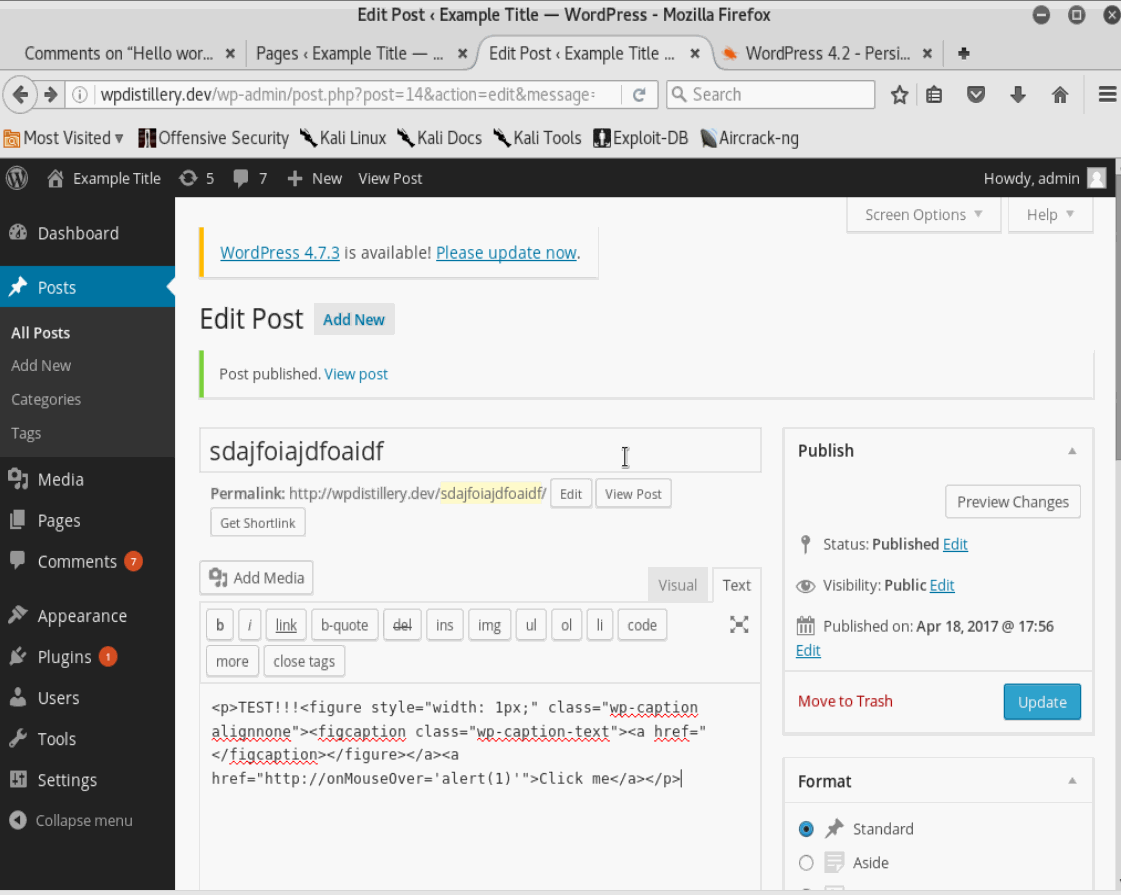 Edit Post ‹ Example Title — WordPress - Mozilla Firefox
Comments on “Hello wor... × Pages ‹ Example Title — ... × Edit Post ‹ Example Title ... × WordPress 4.2 - Persi... ×
wpdistillery.dev/wp-admin/post.php?post=14&action=edit&message= Search
Most Visited Offensive Security Kali Linux Kali Docs Kali Tools Exploit-DB Aircrack-ng
Example Title 5 7 New View Post Howdy, admin
Screen Options Help
Dashboard
WordPress 4.7.3 is available! Please update now.
Posts
Edit Post Add New
All Posts
Add New
Post published. View post
Categories
Tags
sdajfoiajdfoaidf
Publish
Media
Permalink: http://wpdistillery.dev/sdajfoiajdfoaidf/ Edit View Post
Preview Changes
Pages
Get Shortlink
Status: Published Edit
Comments 7
Add Media
Visual Text
Visibility: Public Edit
Appearance
b i link b-quote del ins img ul ol li code
Published on: Apr 18, 2017 @ 17:56
Edit
Plugins 1
more close tags
Users
Move to Trash Update
<p>TEST!!!<figure style="width: 1px;" class="wp-caption
alignnone"><figcaption class="wp-caption-text"><a href="
</figcaption></figure></a><a
href="http://onMouseOver='alert(1)'">Click me</a></p>
Tools
Settings
Collapse menu
Format
Standard
Aside